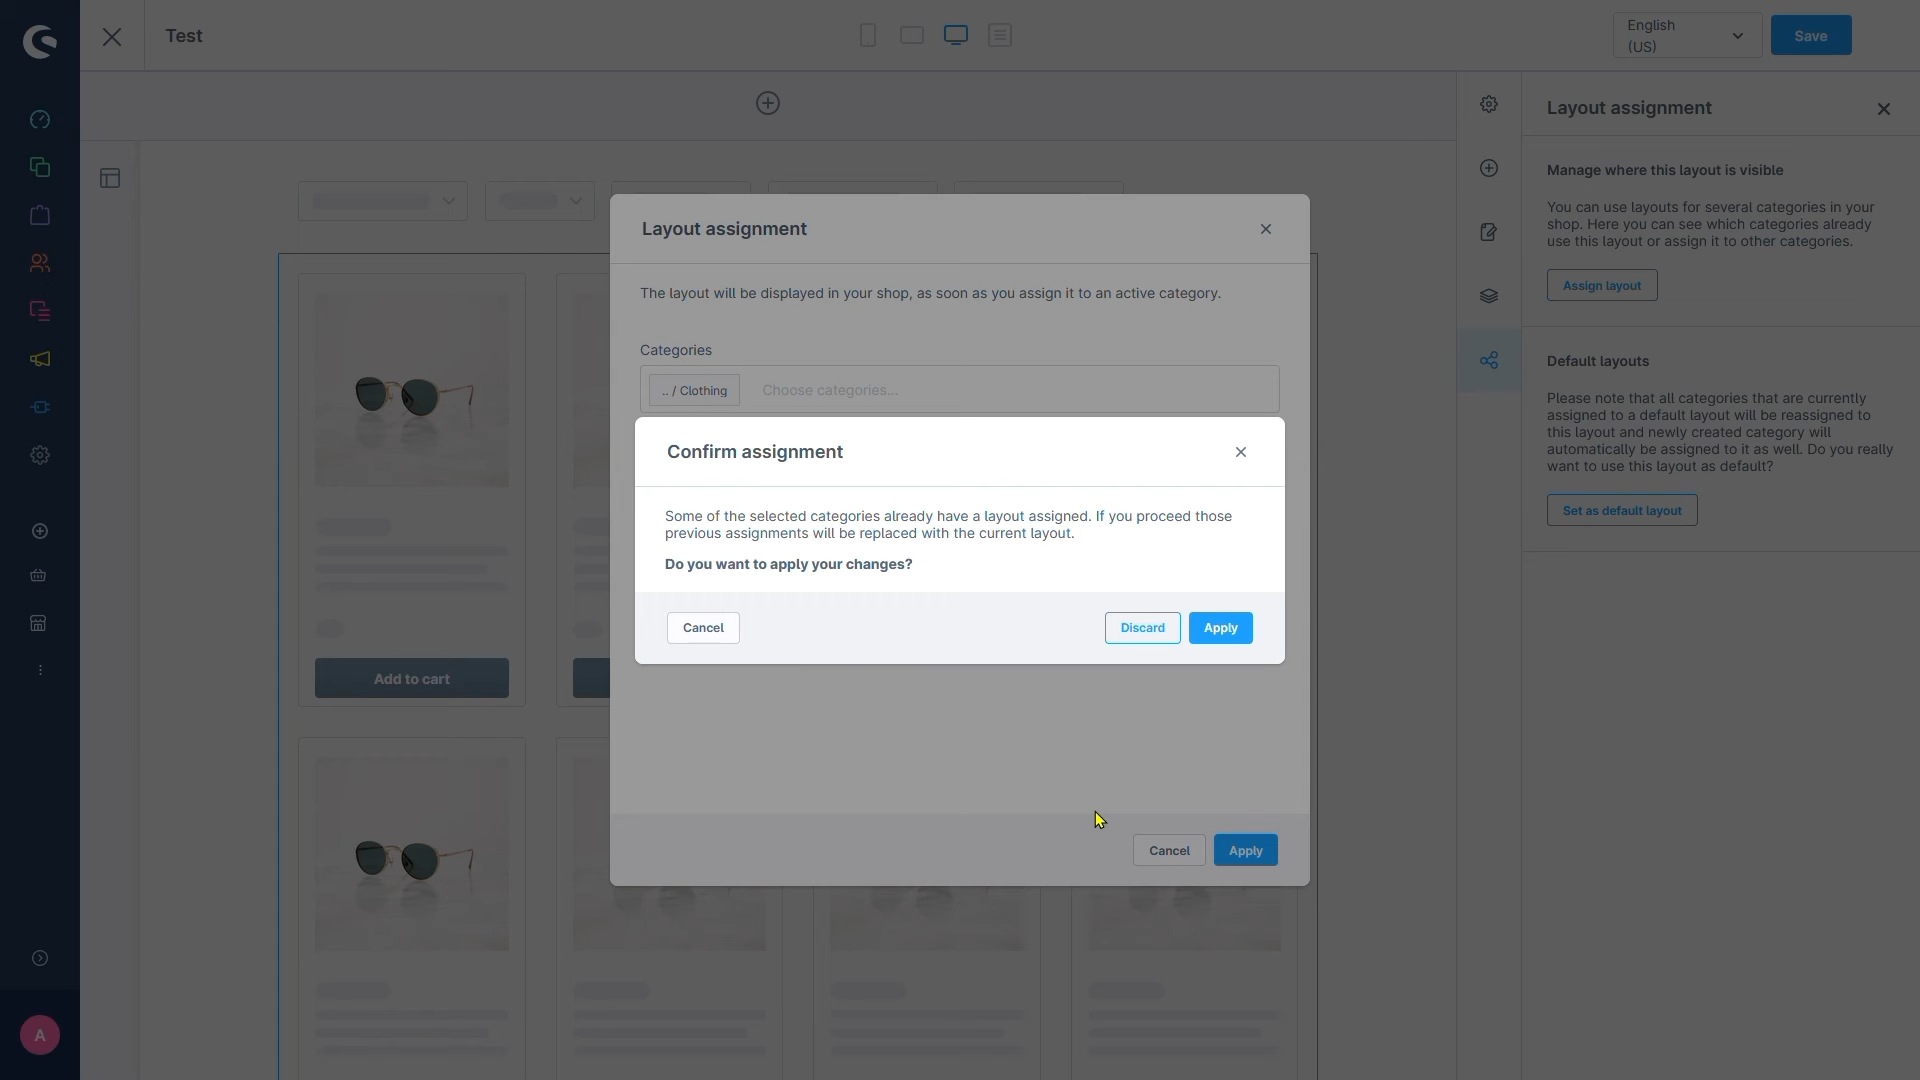 Test
English
(US)
Save
Layout assignment
Manage where this layout is visible
You can use layouts for several categories in your
shop. Here you can see which categories already
use this layout or assign it to other categories.
Assign layout
Default layouts
Please note that all categories that are currently
assigned to a default layout will be reassigned to
this layout and newly created category will
automatically be assigned to it as well. Do you really
want to use this layout as default?
Set as default layout
Layout assignment
The layout will be displayed in your shop, as soon as you assign it to an active category.
Categories
.. / Clothing
Choose categories...
Confirm assignment
Some of the selected categories already have a layout assigned. If you proceed those
previous assignments will be replaced with the current layout.
Do you want to apply your changes?
Cancel
Discard
Apply
Add to cart
Cancel
Apply
A